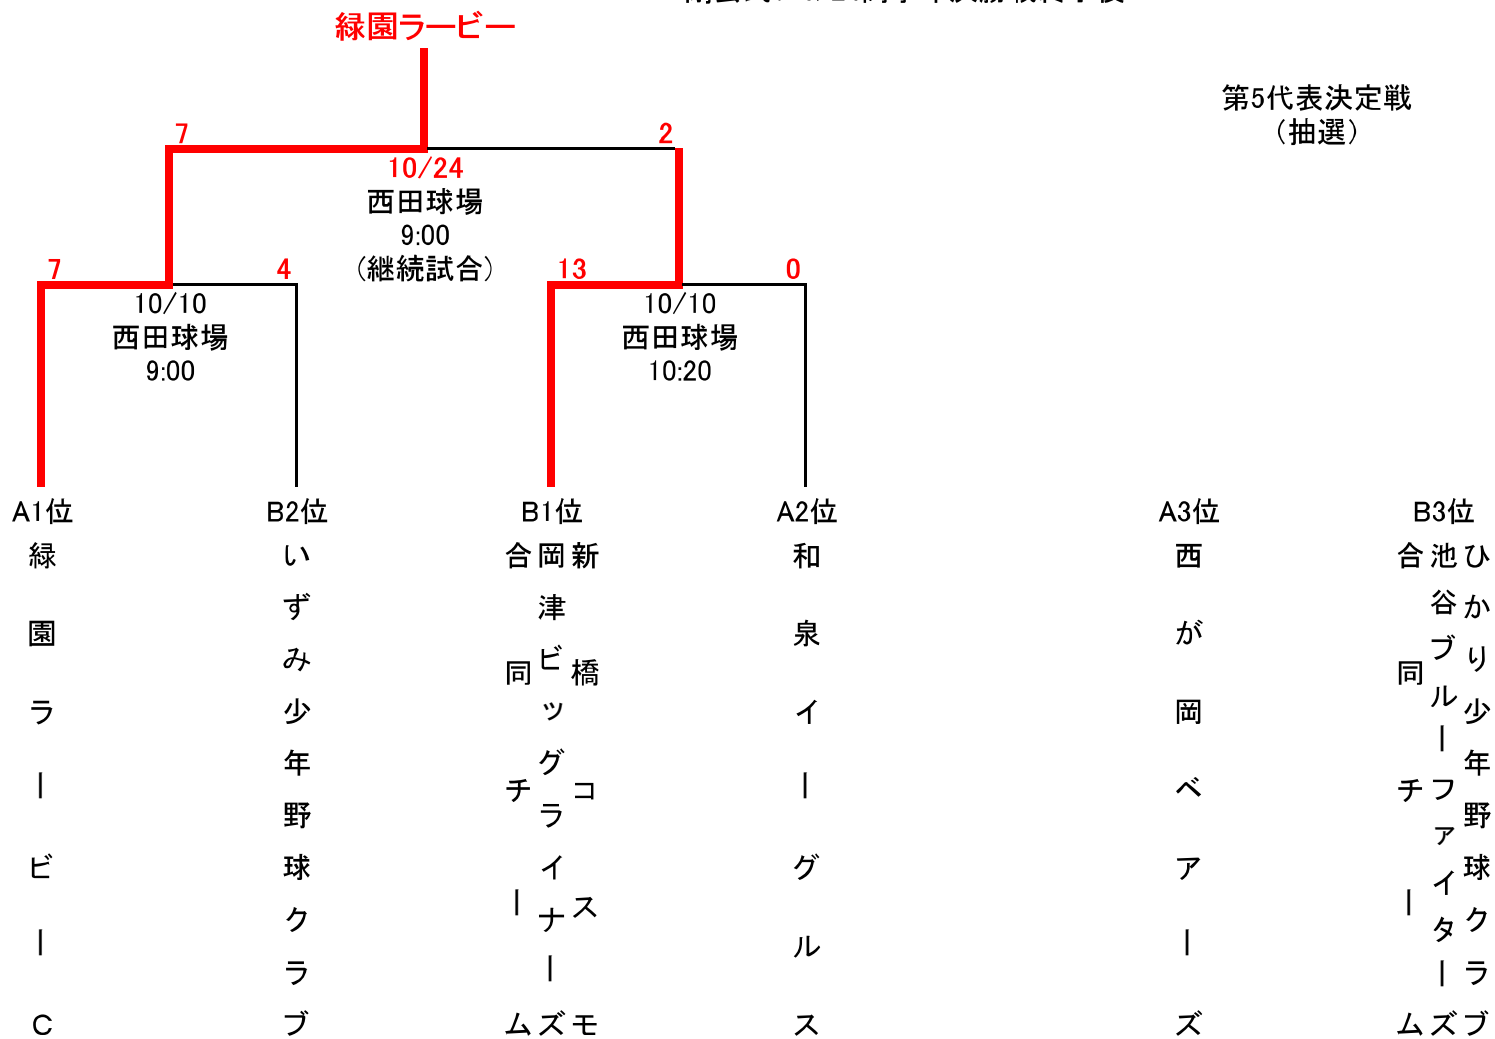 緑園ラービー
第5代表決定戦
（抽選）
7
2
10/24
西田球場
9:00
（継続試合）
7
4
13
0
10/10
西田球場
9:00
10/10
西田球場
10:20
A1位
B2位
B1位
A2位
A3位
B3位
緑園ラービーC
いずみ少年野球クラブ
新橋コスモ
岡津ビッグライナーズ
合同チーム
和泉イーグルス
西が岡ベアーズ
ひかり少年野球クラブ
池谷ブルーファイターズ
合同チーム